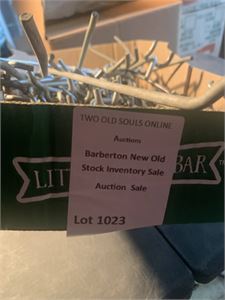 TWO OLD SOULS ONLINE
Auctions
Barberton New Old
Stock Inventory Sale
Auction Sale
Lot 1023
LIT
BAR